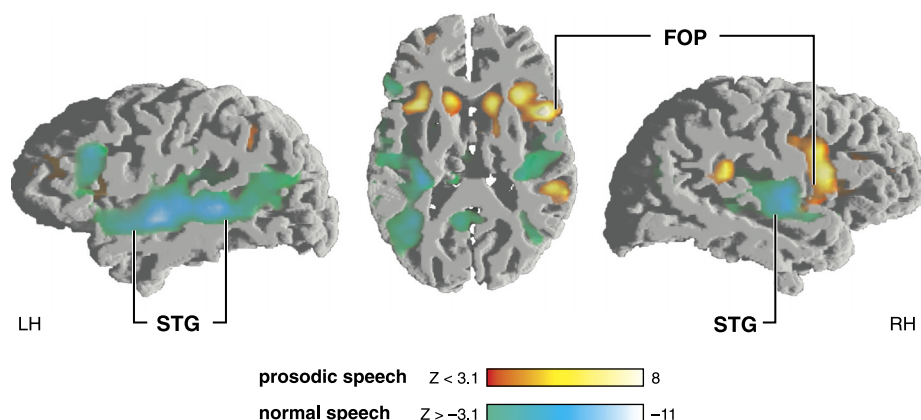 FOP
LH
STG
STG
RH
prosodic speech Z < 3.1 8
normal speech Z > −3.1 −11